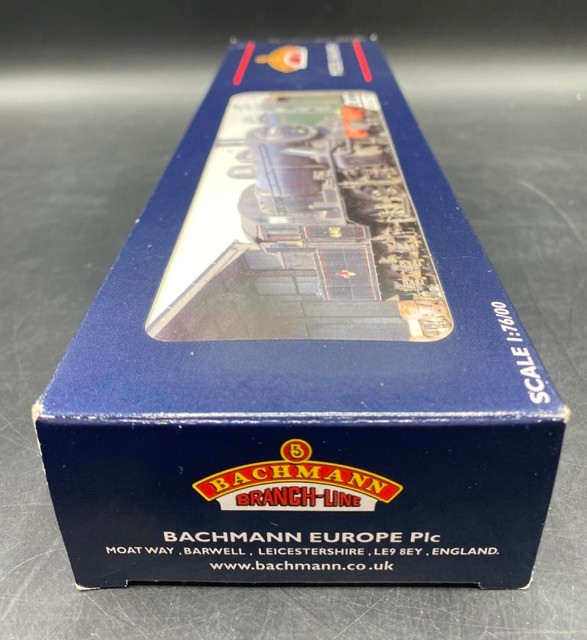 SCALE 1:76/00
B
BACHMANN
BRANCH-LINE
BACHMANN EUROPE Plc
MOAT WAY , BARWELL , LEICESTERSHIRE , LE9 8EY , ENGLAND.
www.bachmann.co.uk